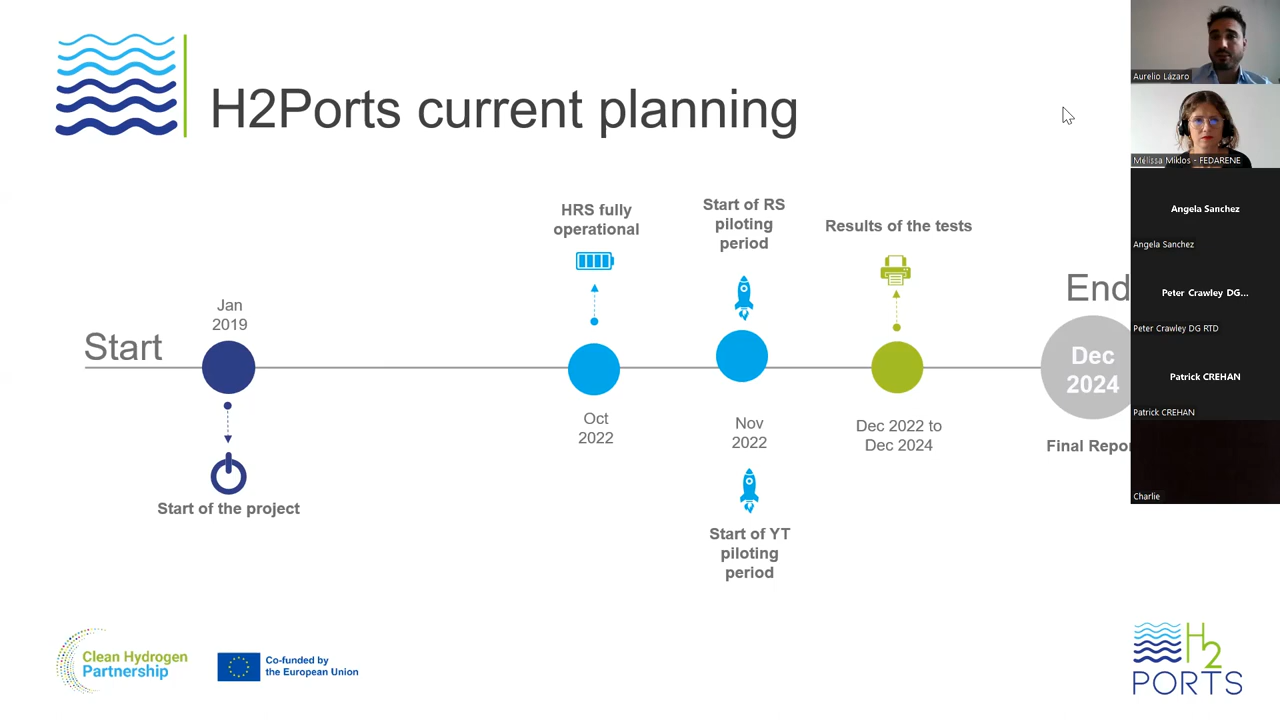 H2Ports current planning
HRS fully
operational
Start of RS
piloting
period
Results of the tests
Start
Jan
2019
End
Dec
2024
Oct
2022
Nov
2022
Dec 2022 to
Dec 2024
Final Repor
Start of the project
Start of YT
piloting
period
Clean Hydrogen
Partnership
Co-funded by
the European Union
H2
PORTS
Aurelio Lázaro
Mélissa Miklos - FEDARENE
Angela Sanchez
Angela Sanchez
Peter Crawley DG...
Peter Crawley DG RTD
Patrick CREHAN
Patrick CREHAN
Charlie